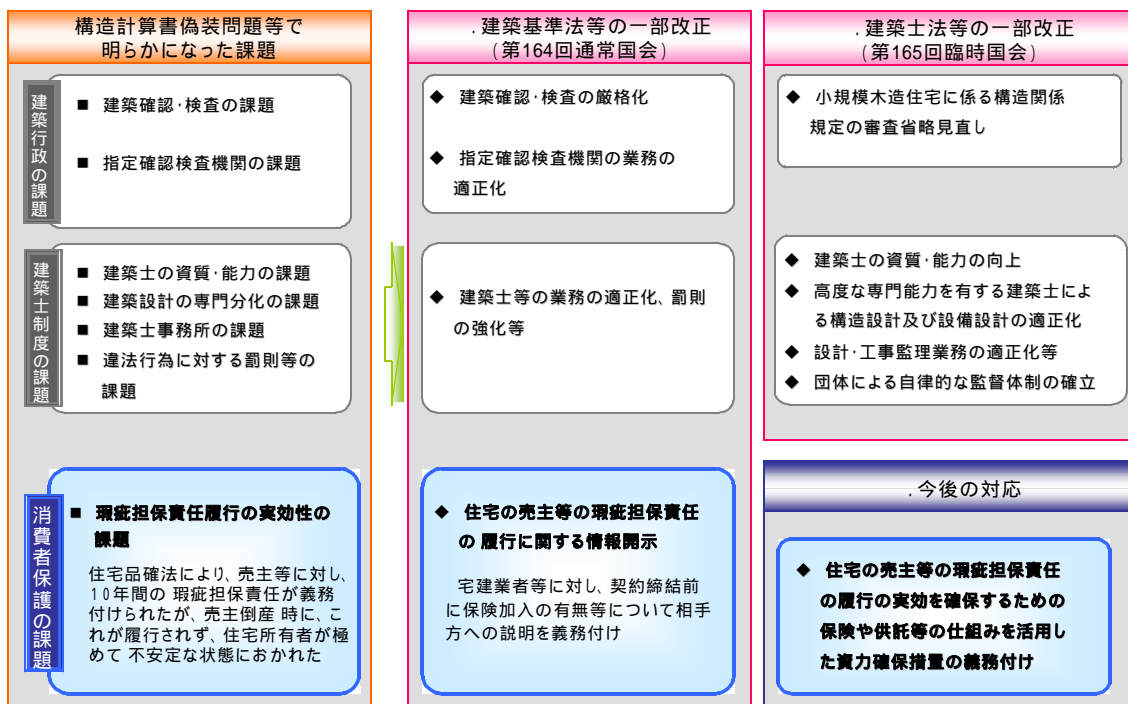 構造計算書偽装問題等で
明らかになった課題
建築行政の課題
■ 建築確認・検査の課題
■ 指定確認検査機関の課題
建築士制度の課題
■ 建築士の資質・能力の課題
■ 建築設計の専門分化の課題
■ 建築士事務所の課題
■ 違法行為に対する罰則等の
課題
消費者保護の課題
■ 瑕疵担保責任履行の実効性の
課題
住宅品確法により、売主等に対し、
10年間の 瑕疵担保責任が義務
付けられたが、売主倒産 時に、こ
れが履行されず、住宅所有者が極
めて 不安定な状態におかれた
.建築基準法等の一部改正
(第164回通常国会)
◆ 建築確認・検査の厳格化
◆ 指定確認検査機関の業務の
適正化
◆ 建築士等の業務の適正化、罰則
の強化等
◆ 住宅の売主等の瑕疵担保責任
の 履行に関する情報開示
宅建業者等に対し、契約締結前
に保険加入の有無等について相手
方への説明を義務付け
.建築士法等の一部改正
(第165回臨時国会)
◆ 小規模木造住宅に係る構造関係
規定の審査省略見直し
◆ 建築士の資質・能力の向上
◆ 高度な専門能力を有する建築士によ
る構造設計及び設備設計の適正化
◆ 設計・工事監理業務の適正化等
◆ 団体による自律的な監督体制の確立
.今後の対応
◆ 住宅の売主等の瑕疵担保責任
の履行の実効を確保するための
保険や供託等の仕組みを活用し
た資力確保措置の義務付け